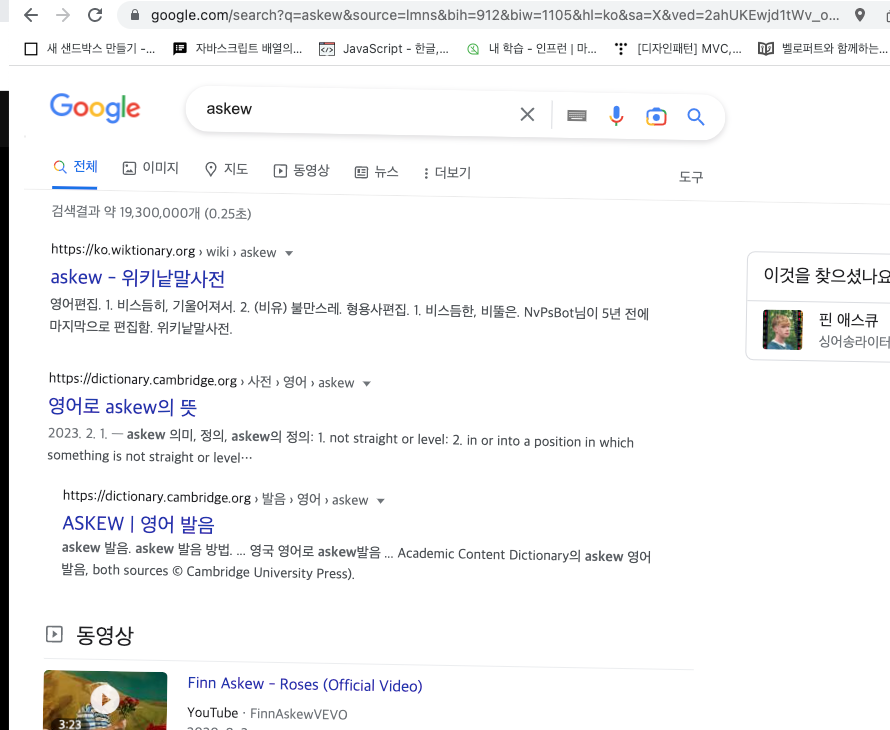 google.com/search?q=askew&source=lmns&bih=912&biw=1105&hl=ko&sa=X&ved=2ahUKEwjd1tWv_o...
새 샌드박스 만들기 -... 자바스크립트 배열의... JavaScript - 한글,... 내 학습 - 인프런 | 마... [디자인패턴] MVC,... 벨로퍼트와 함께하는...
Google askew
전체 이미지 지도 동영상 뉴스 더보기 도구
검색결과 약 19,300,000개 (0.25초)
https://ko.wiktionary.org › wiki › askew
askew - 위키낱말사전
영어편집. 1. 비스듬히, 기울어져서. 2. (비유) 불만스레. 형용사편집. 1. 비스듬한, 비뚤은. NvPsBot님이 5년 전에
마지막으로 편집함. 위키낱말사전.
이것을 찾으셨나요
핀 애스큐
싱어송라이터
https://dictionary.cambridge.org › 사전 › 영어 › askew
영어로 askew의 뜻
2023. 2. 1. — askew 의미, 정의, askew의 정의: 1. not straight or level: 2. in or into a position in which
something is not straight or level…
https://dictionary.cambridge.org › 발음 › 영어 › askew
ASKEW | 영어 발음
askew 발음. askew 발음 방법. ... 영국 영어로 askew발음 ... Academic Content Dictionary의 askew 영어
발음, both sources © Cambridge University Press).
동영상
Finn Askew - Roses (Official Video)
YouTube · FinnAskewVEVO
3:23